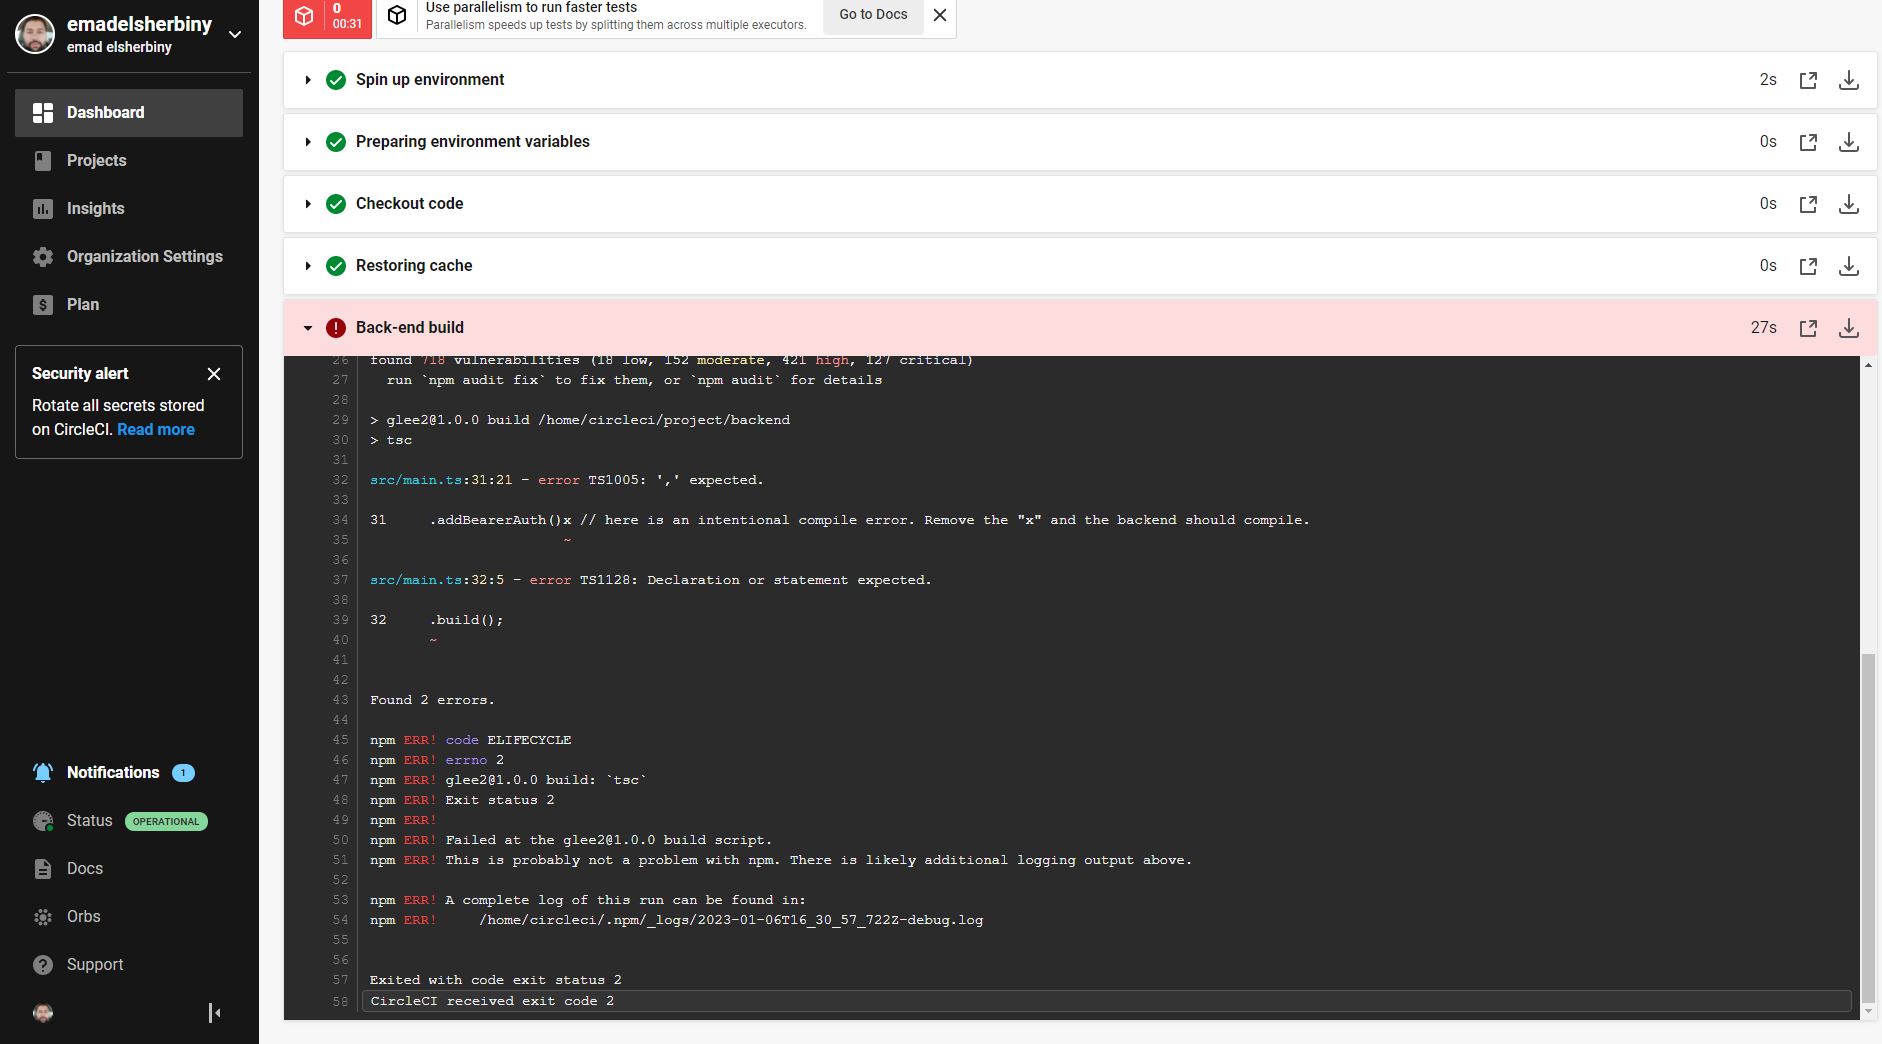 emadelsherbiny
emad elsherbiny
Dashboard
Projects
Insights
Organization Settings
Plan
Security alert
Rotate all secrets stored
on CircleCI. Read more
Notifications 1
Status OPERATIONAL
Docs
Orbs
Support
0
00:31
Use parallelism to run faster tests
Parallelism speeds up tests by splitting them across multiple executors.
Go to Docs
Spin up environment 2s
Preparing environment variables 0s
Checkout code 0s
Restoring cache 0s
Back-end build 27s
26 found 718 vulnerabilities (18 low, 152 moderate, 421 high, 127 critical)
27 run `npm audit fix` to fix them, or `npm audit` for details
28
29 > glee2@1.0.0 build /home/circleci/project/backend
30 > tsc
31
32 src/main.ts:31:21 - error TS1005: ',' expected.
33
34 31 .addBearerAuth()x // here is an intentional compile error. Remove the "x" and the backend should compile.
35 ~
36
37 src/main.ts:32:5 - error TS1128: Declaration or statement expected.
38
39 32 .build();
40 ~
41
42
43 Found 2 errors.
44
45 npm ERR! code ELIFECYCLE
46 npm ERR! errno 2
47 npm ERR! glee2@1.0.0 build: `tsc`
48 npm ERR! Exit status 2
49 npm ERR!
50 npm ERR! Failed at the glee2@1.0.0 build script.
51 npm ERR! This is probably not a problem with npm. There is likely additional logging output above.
52
53 npm ERR! A complete log of this run can be found in:
54 npm ERR! /home/circleci/.npm/_logs/2023-01-06T16_30_57_722Z-debug.log
55
56
57 Exited with code exit status 2
58 CircleCI received exit code 2